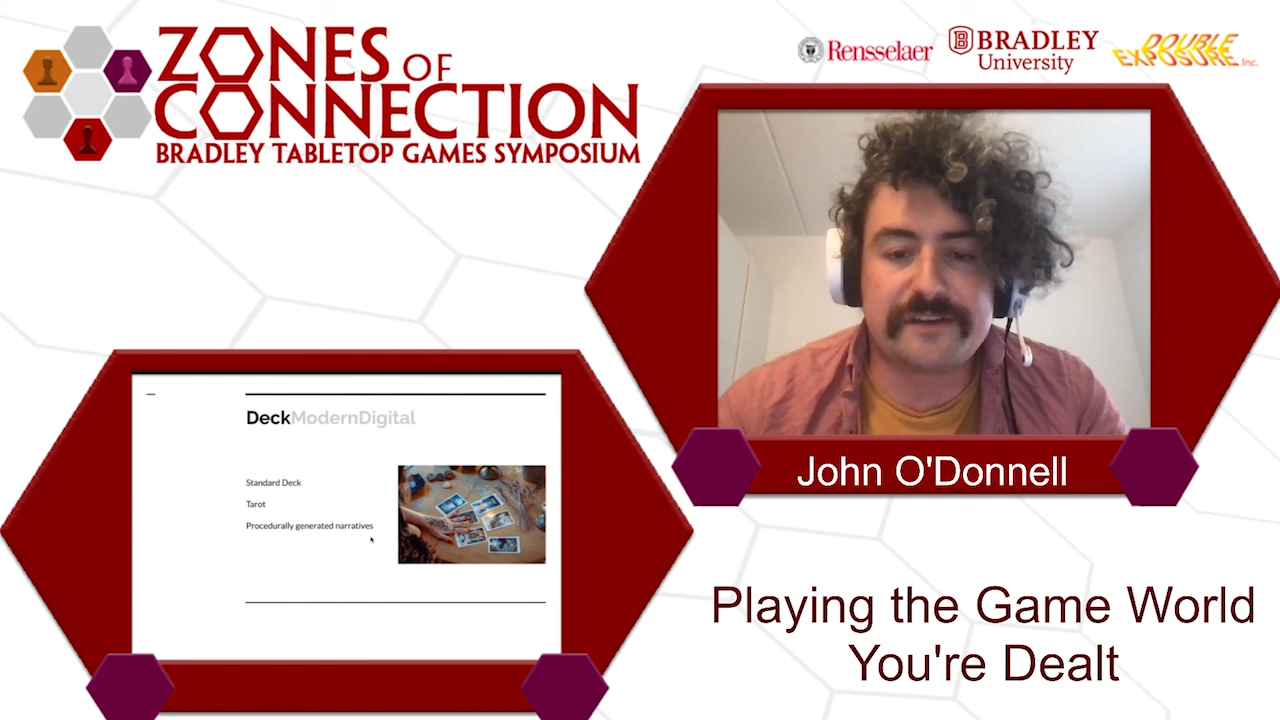 ZONES OF
CONNECTION
BRADLEY TABLETOP GAMES SYMPOSIUM
Rensselaer
BRADLEY
University
DOUBLE
EXPOSURE Inc.
John O'Donnell
DeckModernDigital
Standard Deck
Tarot
Procedurally generated narratives
Playing the Game World
You're Dealt